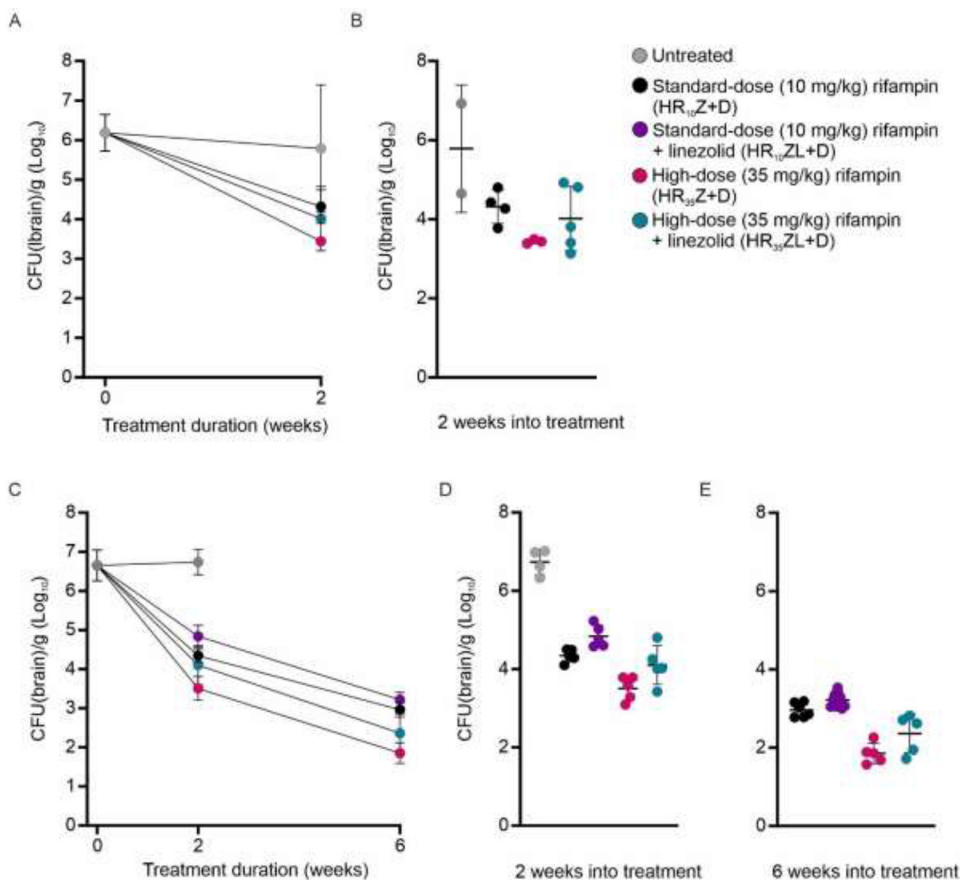 A
8
7
6
5
4
3
2
1
0
CFU(lbrain)/g (Log₁₀)
0
2
Treatment duration (weeks)
B
8
6
4
2
0
CFU(brain)/g (Log₁₀)
2 weeks into treatment
Untreated
Standard-dose (10 mg/kg) rifampin
(HR₁₀Z+D)
Standard-dose (10 mg/kg) rifampin
+ linezolid (HR₁₀ZL+D)
High-dose (35 mg/kg) rifampin
(HR₃₅Z+D)
High-dose (35 mg/kg) rifampin
+ linezolid (HR₃₅ZL+D)
C
8
7
6
5
4
3
2
1
0
CFU(brain)/g (Log₁₀)
0
2
6
Treatment duration (weeks)
D
8
6
4
2
0
CFU(brain)/g (Log₁₀)
2 weeks into treatment
E
8
6
4
2
0
6 weeks into treatment